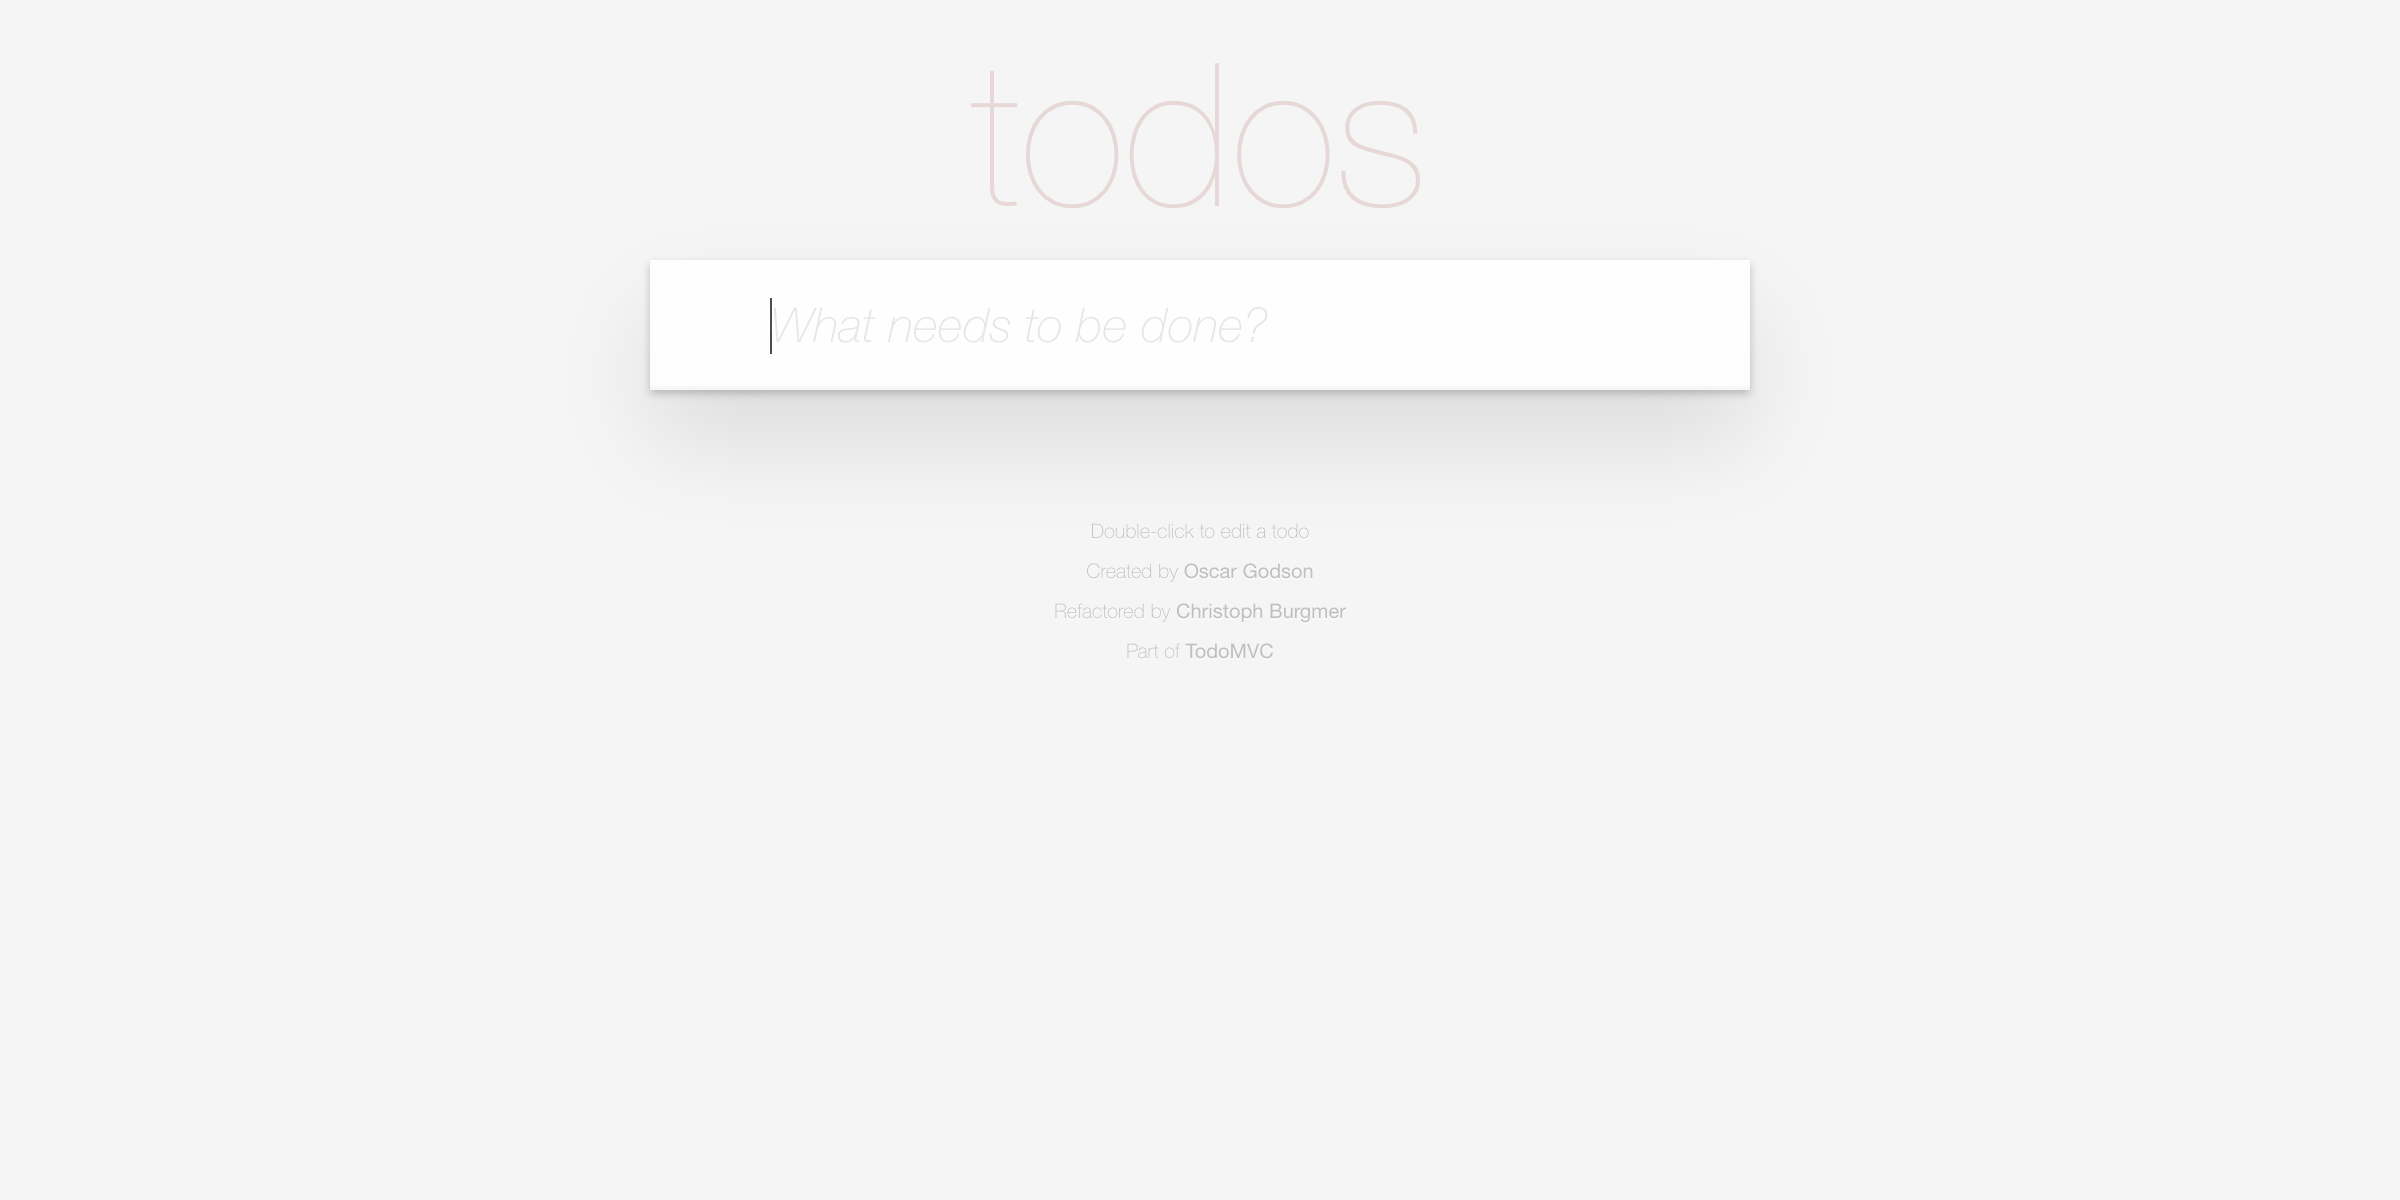 todos
What needs to be done?
Double-click to edit a todo
Created by Oscar Godson
Refactored by Christoph Burgmer
Part of TodoMVC